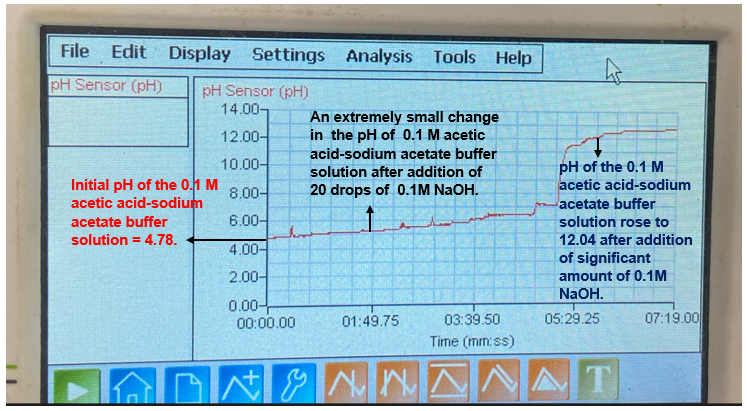 File Edit Display Settings Analysis Tools Help
pH Sensor (pH)
pH Sensor (pH)
14.00
12.00
10.00
8.00
6.00
4.00
2.00
0.00
An extremely small change
in the pH of 0.1 M acetic
acid-sodium acetate buffer
solution after addition of
20 drops of 0.1M NaOH.
Initial pH of the 0.1 M
acetic acid-sodium
acetate buffer
solution = 4.78.
pH of the 0.1 M
acetic acid-sodium
acetate buffer
solution rose to
12.04 after addition
of significant
amount of 0.1M
NaOH.
00:00.00 01:49.75 03:39.50 05:29.25 07:19.00
Time (mm:ss)
T